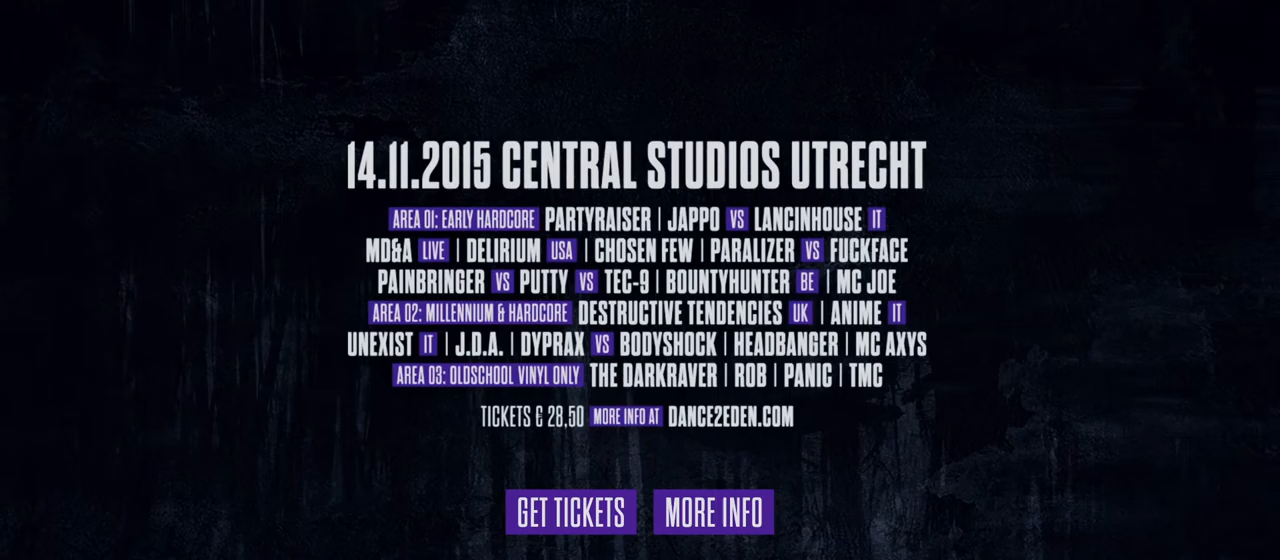 14.11.2015 CENTRAL STUDIOS UTRECHT
AREA 01: EARLY HARDCORE PARTYRAISER | JAPPO VS LANCINHOUSE IT
MD&A LIVE | DELIRIUM USA | CHOSEN FEW | PARALIZER VS FUCKFACE
PAINBRINGER VS PUTTY VS TEC-9 | BOUNTYHUNTER BE | MC JOE
AREA 02: MILLENNIUM & HARDCORE DESTRUCTIVE TENDENCIES UK | ANIME IT
UNEXIST IT | J.D.A. | DYPRAX VS BODYSHOCK | HEADBANGER | MC AXYS
AREA 03: OLDSCHOOL VINYL ONLY THE DARKRAVER | ROB | PANIC | TMC
TICKETS € 28,50 MORE INFO AT DANCE2EDEN.COM
GET TICKETS MORE INFO